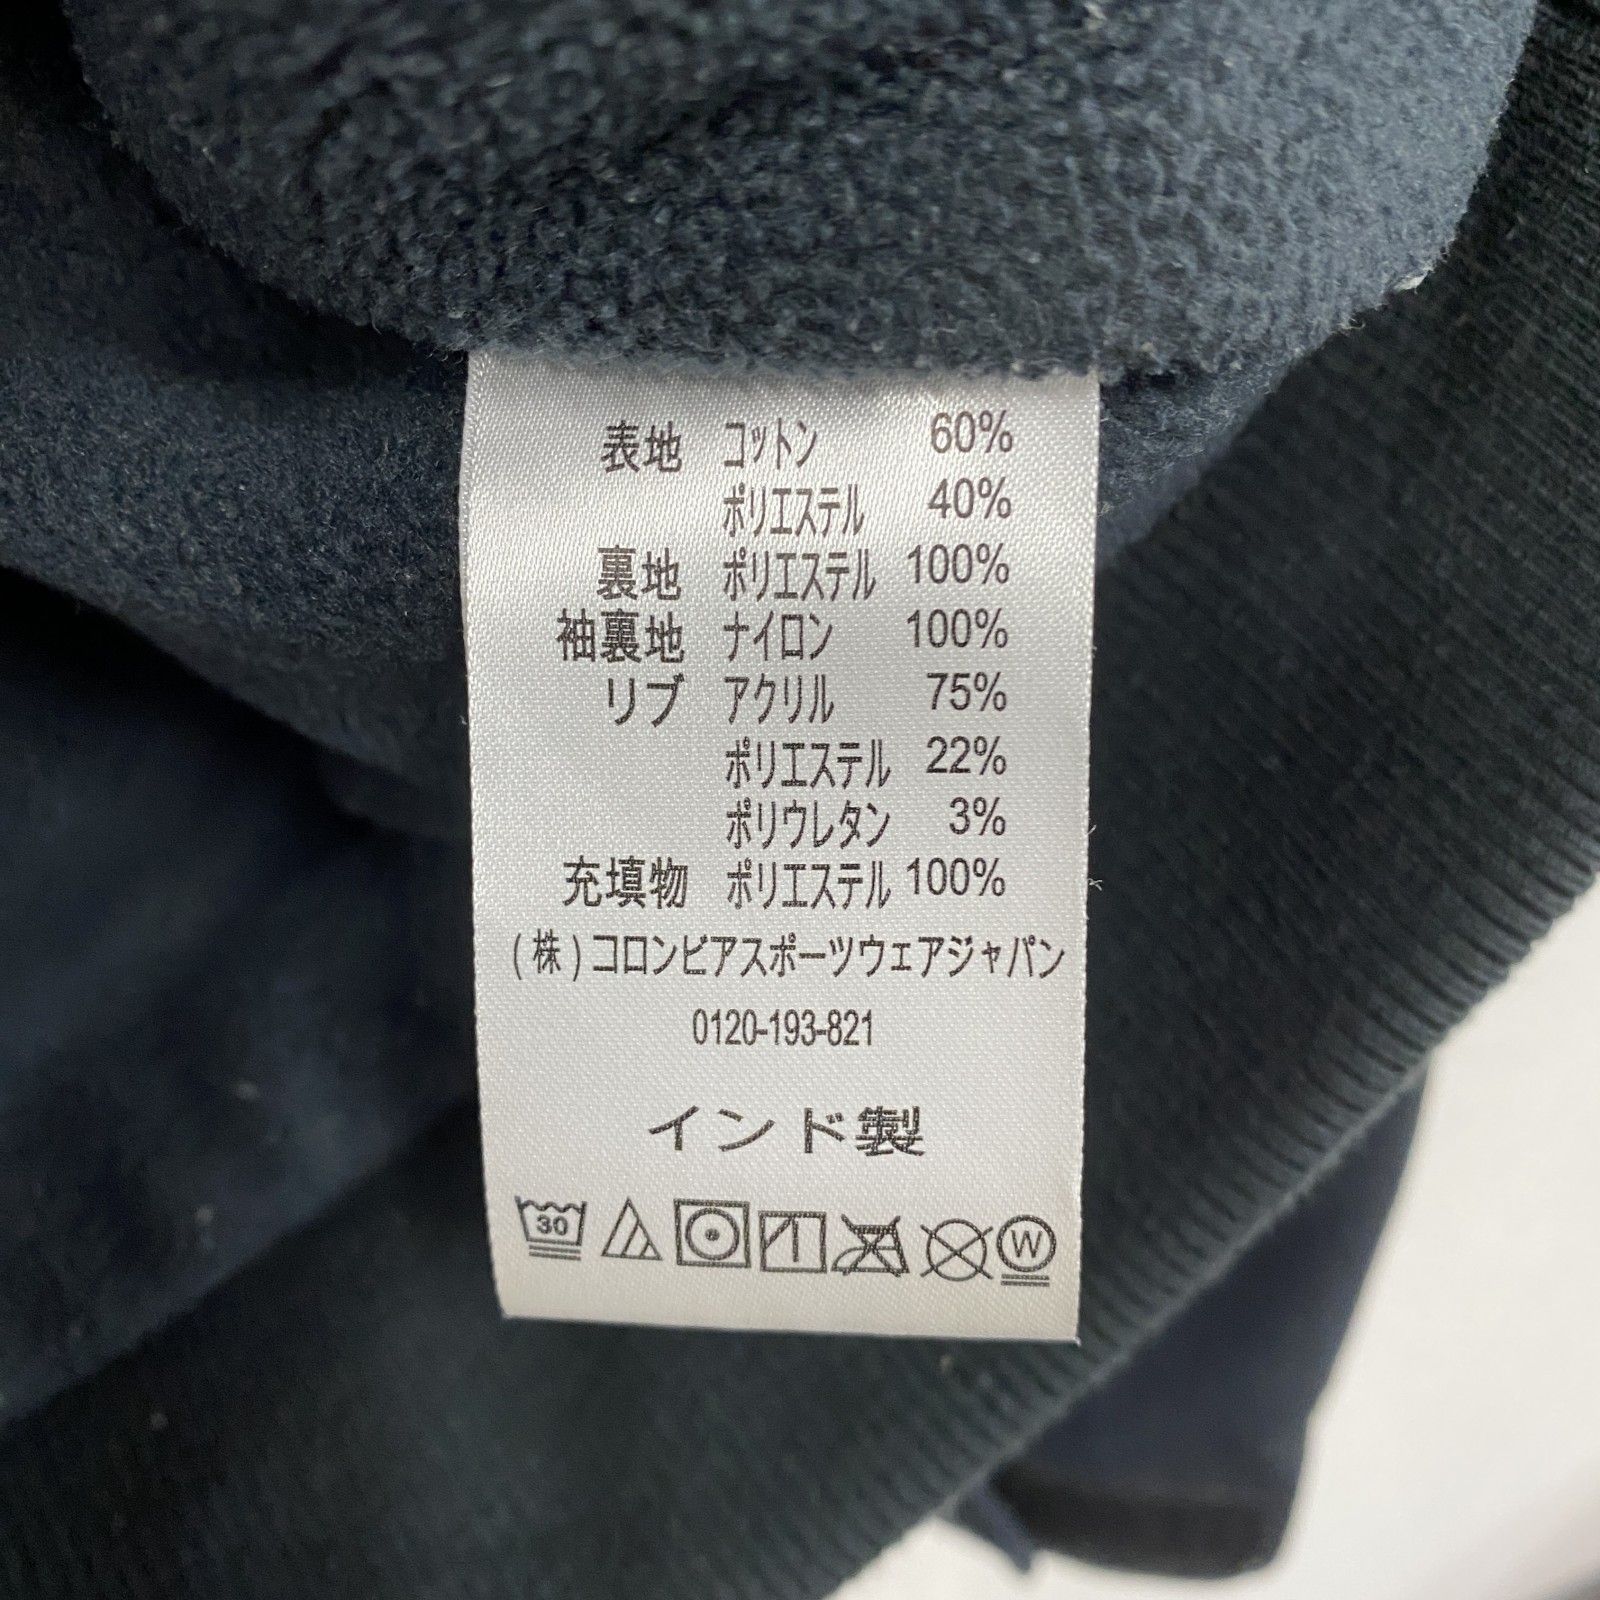 表地 コットン 60%
ポリエステル 40%
裏地 ポリエステル 100%
袖裏地 ナイロン 100%
リブ アクリル 75%
ポリエステル 22%
ポリウレタン 3%
充填物 ポリエステル 100%
(株)コロンビアスポーツウェアジャパン
0120-193-821
インド製
30 W